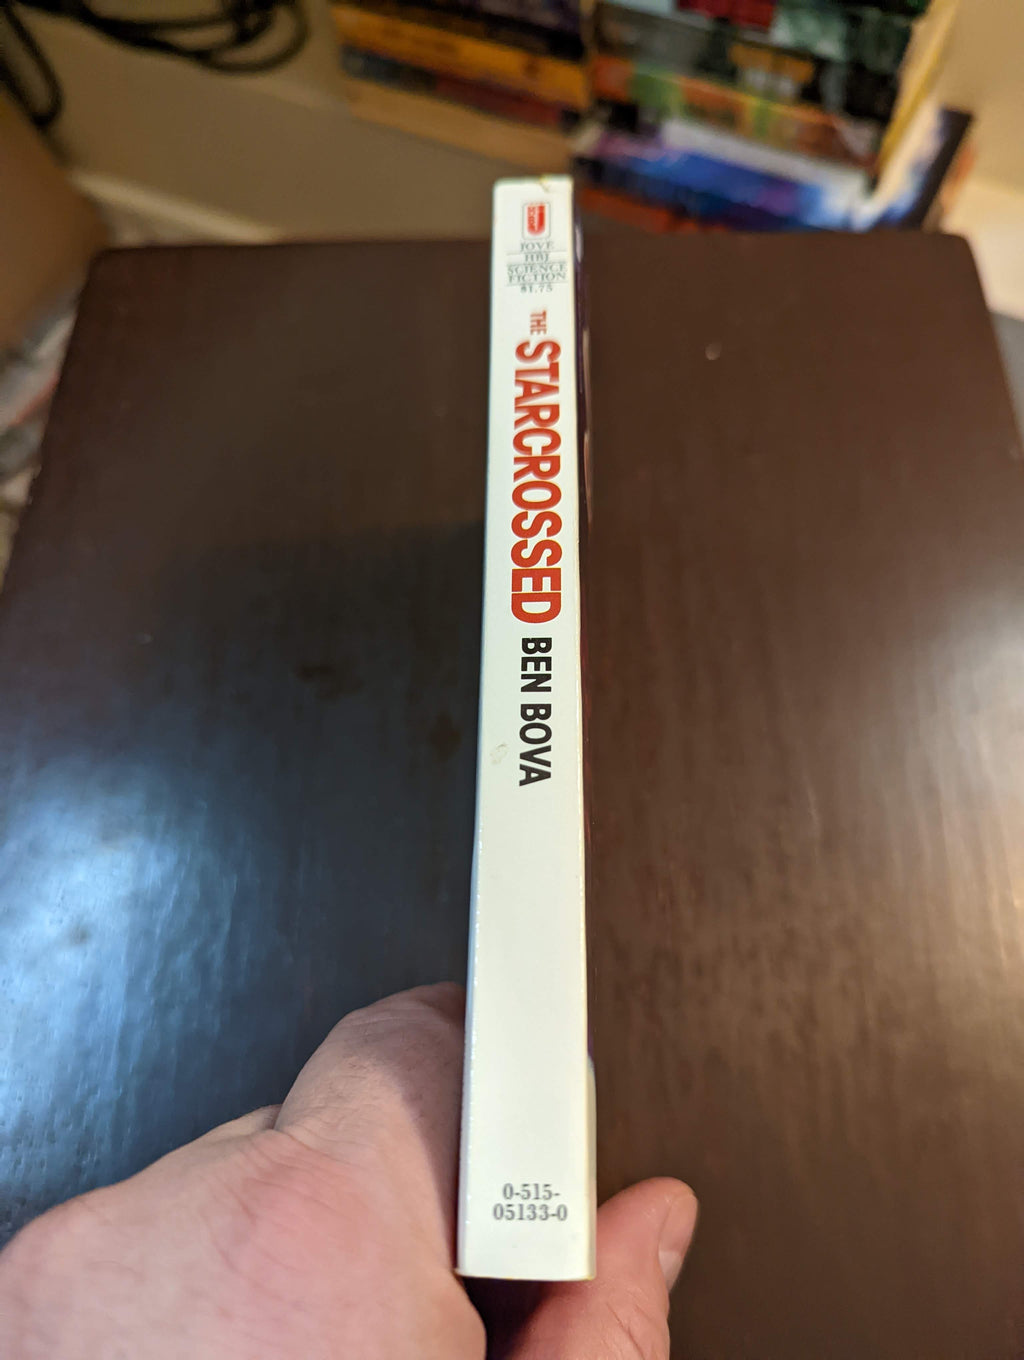 JOVE
HBJ
SCIENCE
FICTION
$1.75
THE STARCROSSED BEN BOVA
0-515-
05133-0